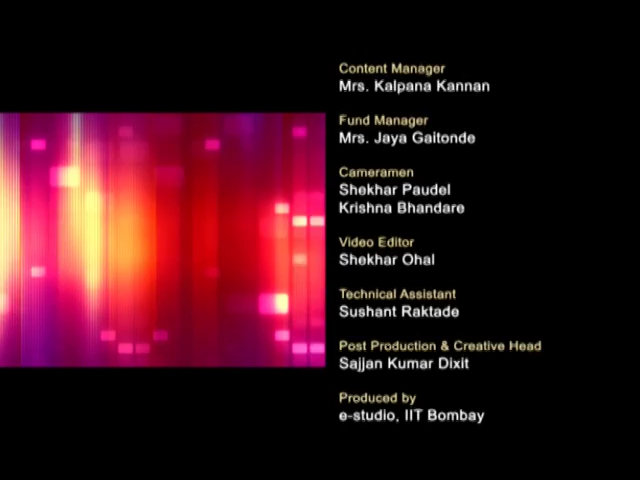 Content Manager
Mrs. Kalpana Kannan
Fund Manager
Mrs. Jaya Gaitonde
Cameramen
Shekhar Paudel
Krishna Bhandare
Video Editor
Shekhar Ohal
Technical Assistant
Sushant Raktade
Post Production & Creative Head
Sajjan Kumar Dixit
Produced by
e-studio, IIT Bombay